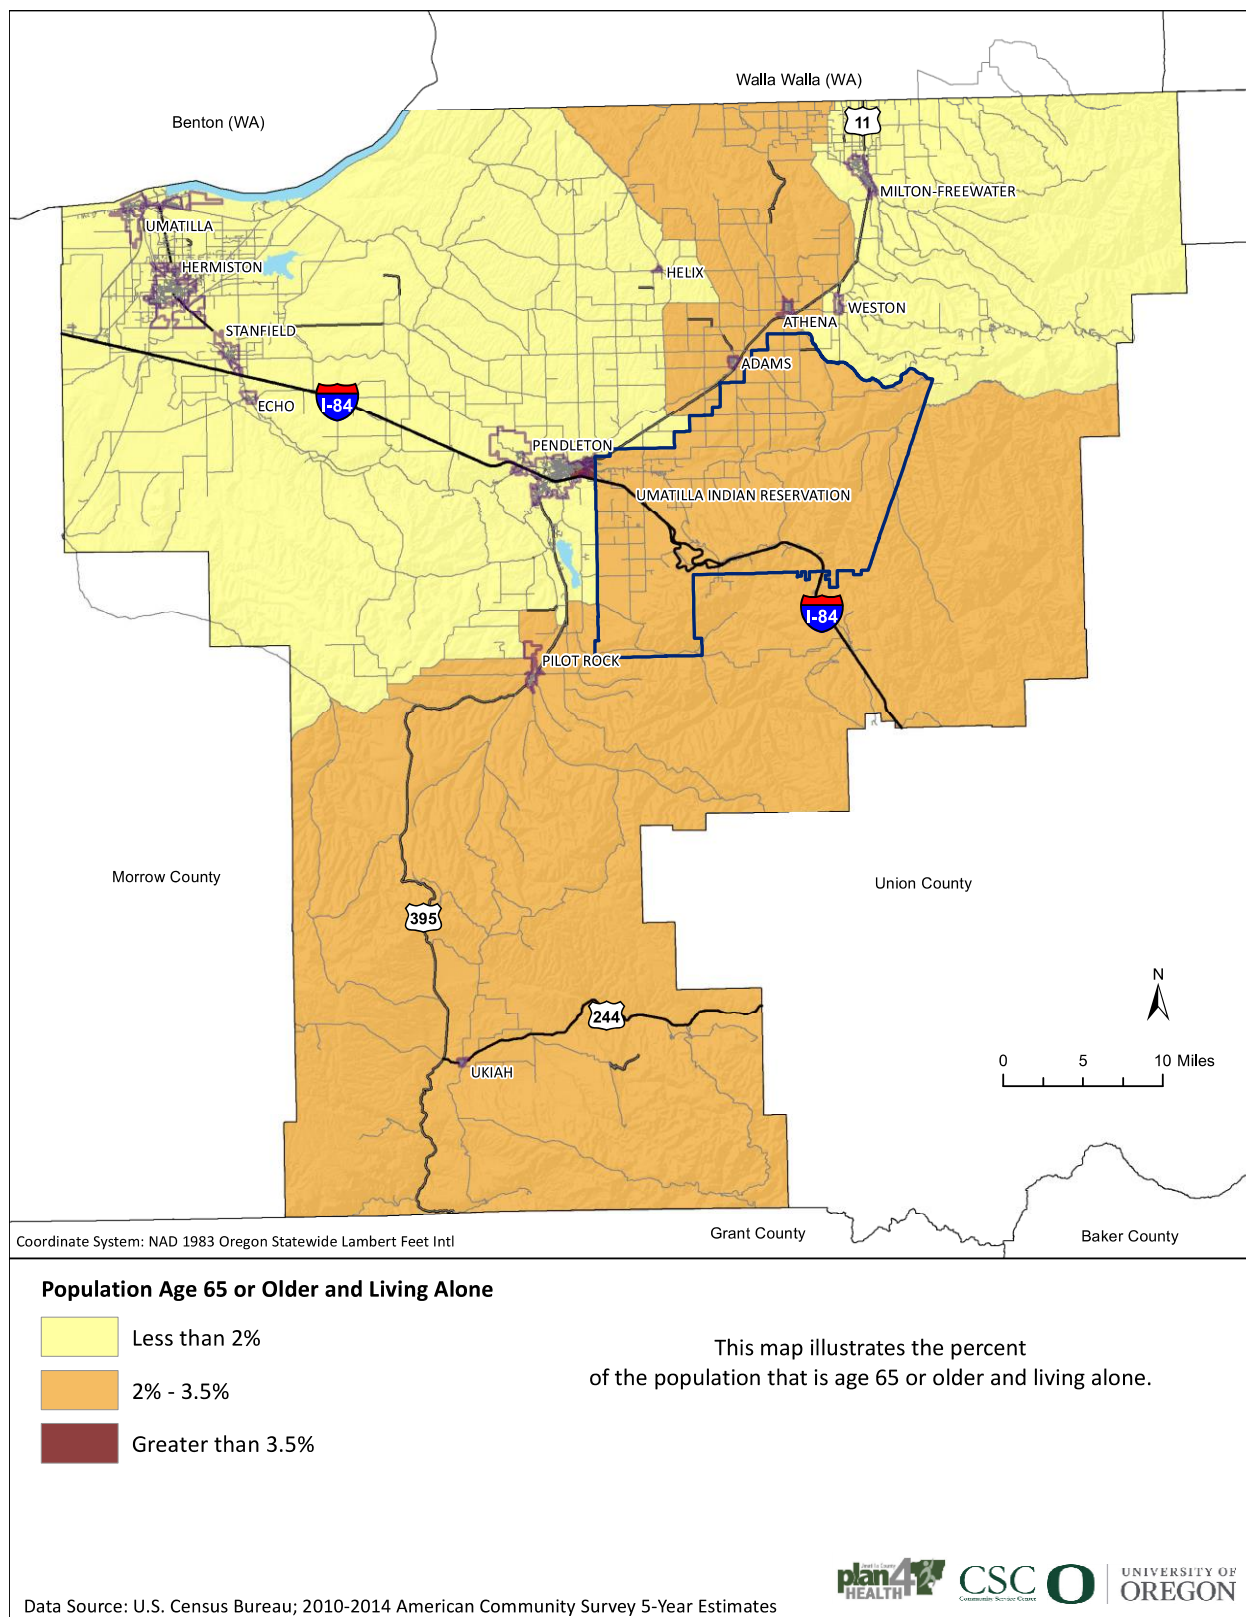 Walla Walla (WA)
Benton (WA)
11
MILTON-FREEWATER
UMATILLA
HERMISTON
HELIX
WESTON
ATHENA
STANFIELD
ADAMS
I-84
ECHO
PENDLETON
UMATILLA INDIAN RESERVATION
I-84
PILOT ROCK
Morrow County
Union County
395
N
244
0 5 10 Miles
UKIAH
Grant County
Baker County
Coordinate System: NAD 1983 Oregon Statewide Lambert Feet Intl
Population Age 65 or Older and Living Alone
Less than 2%
2% - 3.5%
Greater than 3.5%
This map illustrates the percent
of the population that is age 65 or older and living alone.
plan4
HEALTH
CSC
Community Service Center
O
UNIVERSITY OF
OREGON
Data Source: U.S. Census Bureau; 2010-2014 American Community Survey 5-Year Estimates